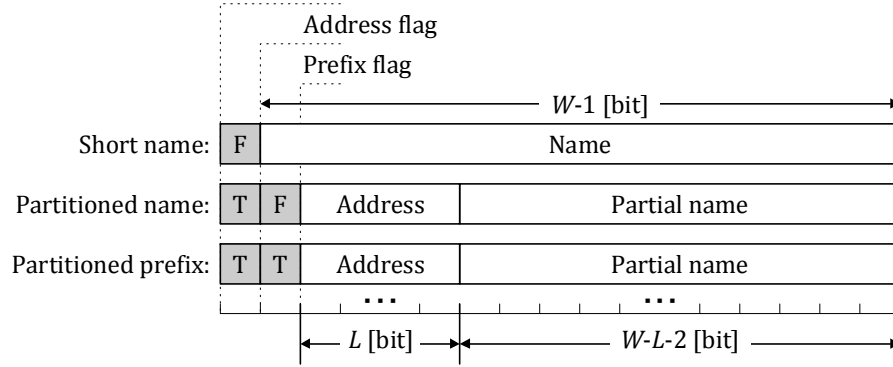 Address flag
Prefix flag
W-1 [bit]
Short name: F Name
Partitioned name: T F Address Partial name
Partitioned prefix: T T Address Partial name
... ...
L [bit] W-L-2 [bit]